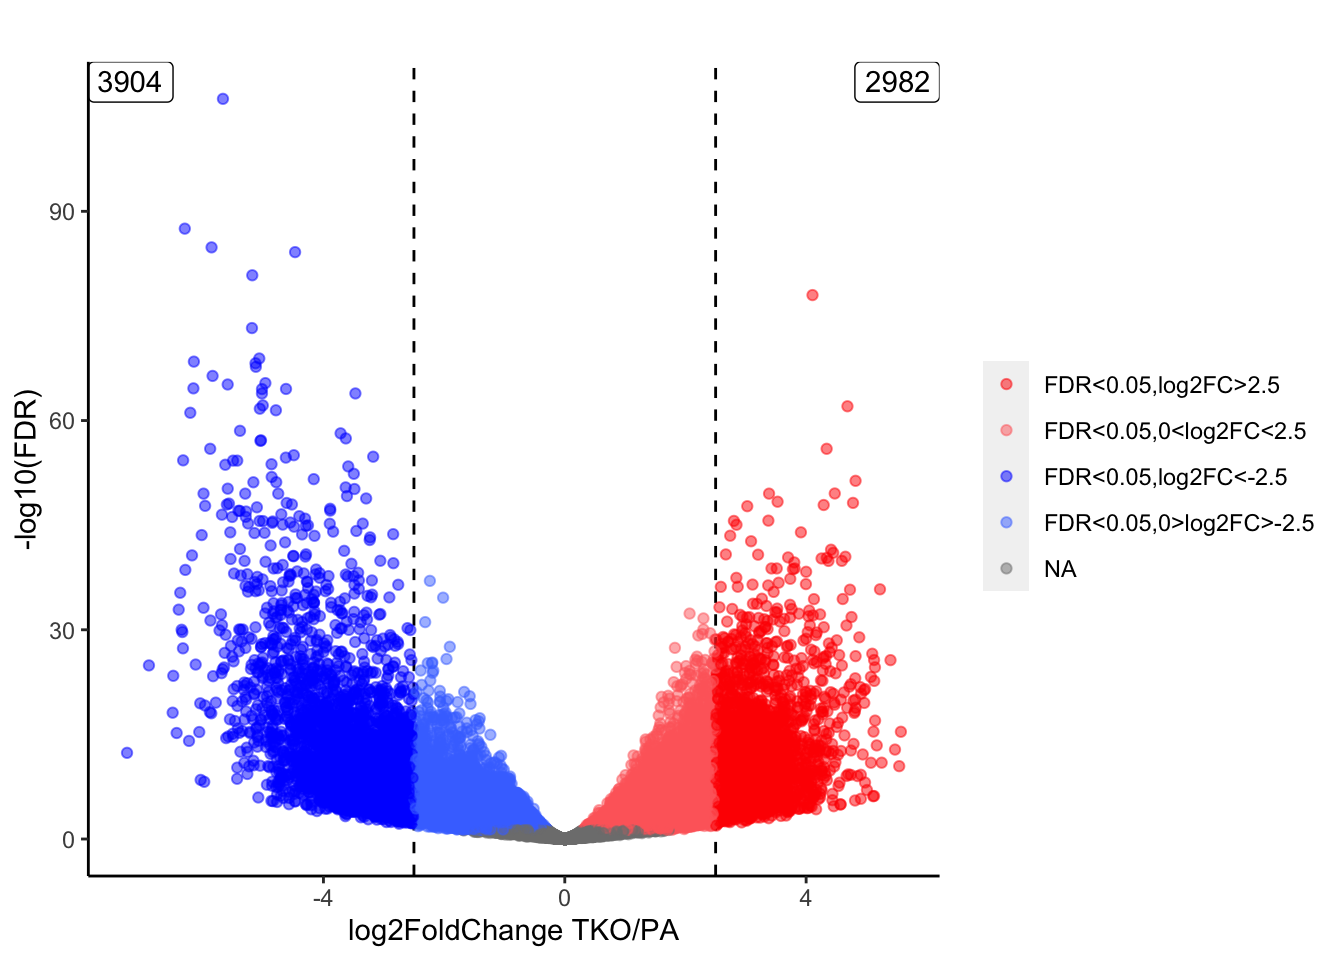 3904
2982
90
60
30
0
-log10(FDR)
-4
0
4
log2FoldChange TKO/PA
FDR<0.05,log2FC>2.5
FDR<0.05,0<log2FC<2.5
FDR<0.05,log2FC<-2.5
FDR<0.05,0>log2FC>-2.5
NA